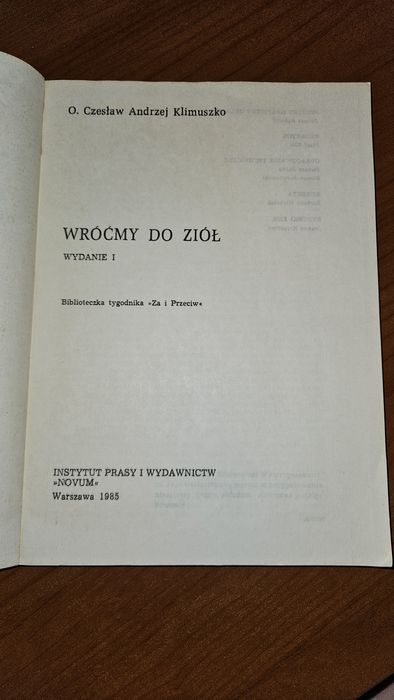 O. Czesław Andrzej Klimuszko
WRÓĆMY DO ZIÓŁ
WYDANIE I
Biblioteczka tygodnika »Za i Przeciw«
INSTYTUT PRASY I WYDAWNICTW
»NOVUM«
Warszawa 1985